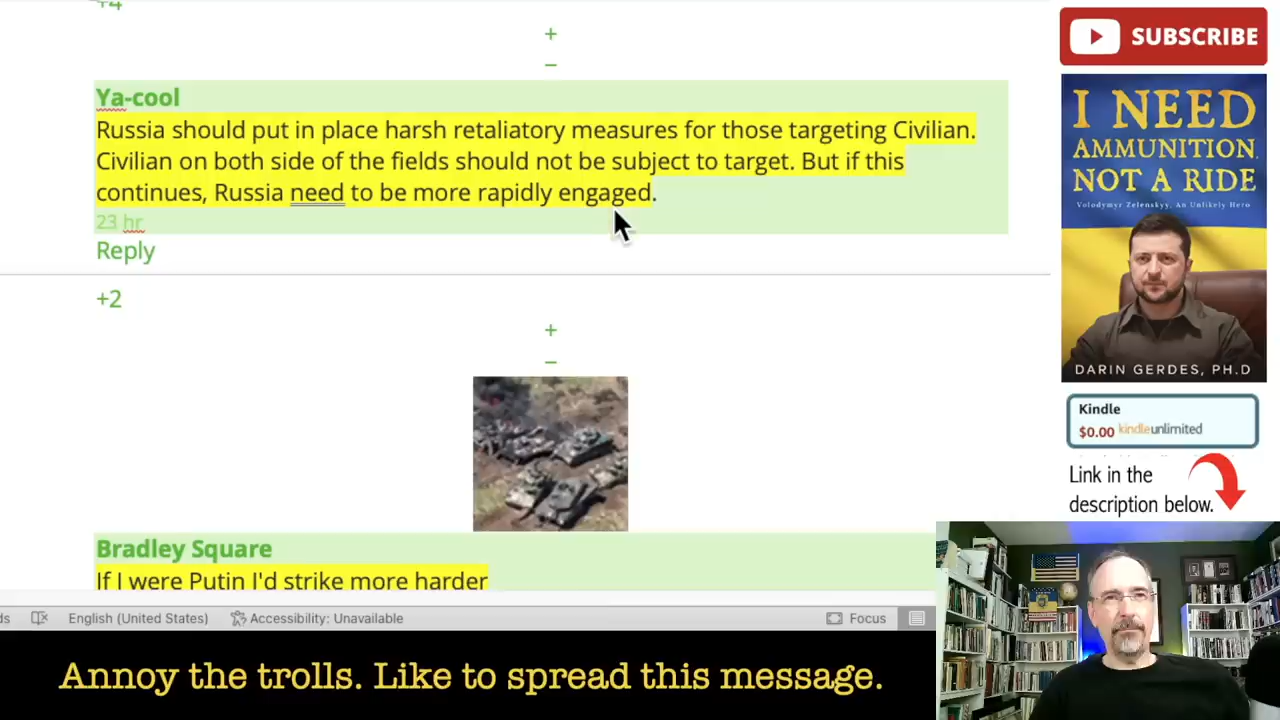 +4
+
−
Ya-cool
Russia should put in place harsh retaliatory measures for those targeting Civilian.
Civilian on both side of the fields should not be subject to target. But if this
continues, Russia need to be more rapidly engaged.
23 hr
Reply
+2
+
−
Bradley Square
If I were Putin I'd strike more harder
ds
English (United States)
Accessibility: Unavailable
Focus
Annoy the trolls. Like to spread this message.
SUBSCRIBE
I NEED
AMMUNITION,
NOT A RIDE
Volodymyr Zelenskyy, An Unlikely Hero
DARIN GERDES, PH.D
Kindle
$0.00 kindleunlimited
Link in the
description below.